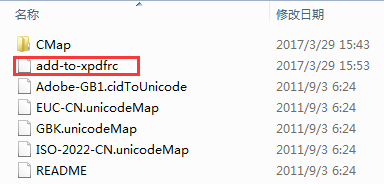 名称 修改日期
CMap 2017/3/29 15:43
add-to-xpdfrc 2017/3/29 15:53
Adobe-GB1.cidToUnicode 2011/9/3 6:24
EUC-CN.unicodeMap 2011/9/3 6:24
GBK.unicodeMap 2011/9/3 6:24
ISO-2022-CN.unicodeMap 2011/9/3 6:24
README 2011/9/3 6:24